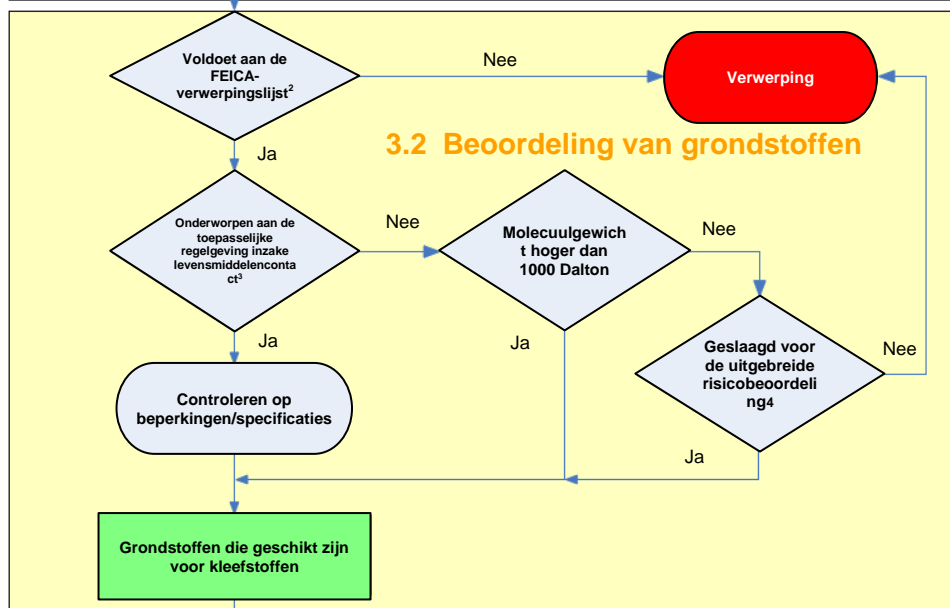 Voldoet aan de
FEICA-
verwerpingslijst²
Nee
Verwerping
Ja
3.2 Beoordeling van grondstoffen
Onderworpen aan de
toepasselijke
regelgeving inzake
levensmiddelenconta
ct³
Nee
Molecuulgewich
t hoger dan
1000 Dalton
Nee
Ja
Ja
Geslaagd voor
de uitgebreide
risicobeoordeli
ng4
Nee
Controleren op
beperkingen/specificaties
Ja
Grondstoffen die geschikt zijn
voor kleefstoffen